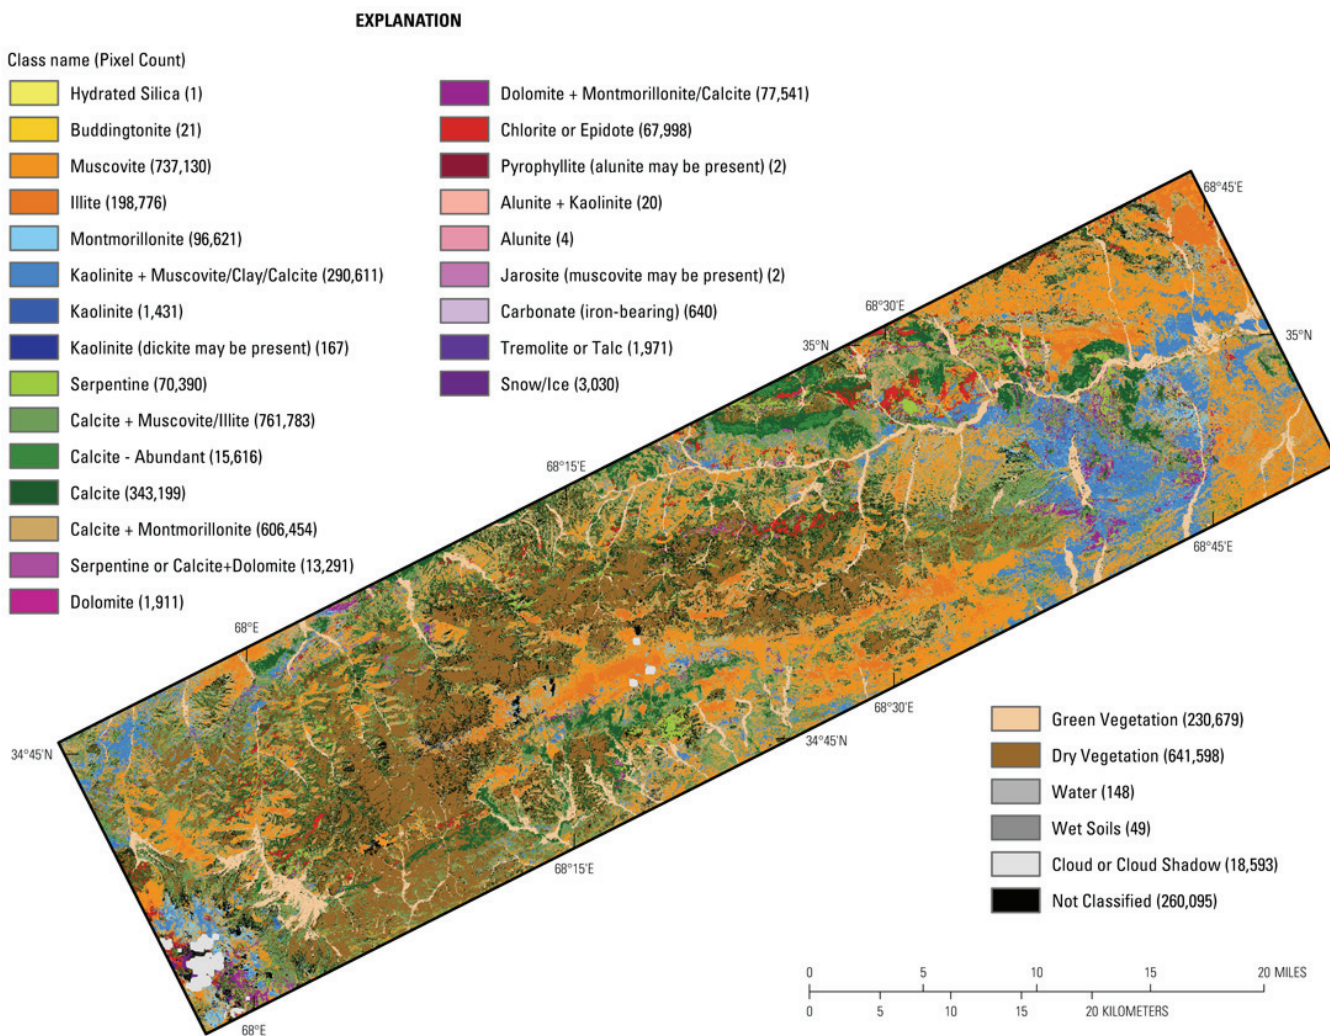 EXPLANATION
Class name (Pixel Count)
Hydrated Silica (1)
Buddingtonite (21)
Muscovite (737,130)
Illite (198,776)
Montmorillonite (96,621)
Kaolinite + Muscovite/Clay/Calcite (290,611)
Kaolinite (1,431)
Kaolinite (dickite may be present) (167)
Serpentine (70,390)
Calcite + Muscovite/Illite (761,783)
Calcite - Abundant (15,616)
Calcite (343,199)
Calcite + Montmorillonite (606,454)
Serpentine or Calcite+Dolomite (13,291)
Dolomite (1,911)
Dolomite + Montmorillonite/Calcite (77,541)
Chlorite or Epidote (67,998)
Pyrophyllite (alunite may be present) (2)
Alunite + Kaolinite (20)
Alunite (4)
Jarosite (muscovite may be present) (2)
Carbonate (iron-bearing) (640)
Tremolite or Talc (1,971)
Snow/Ice (3,030)
68°45'E
68°30'E
35°N
35°N
68°15'E
68°45'E
68°E
68°30'E
34°45'N
34°45'N
68°15'E
68°E
Green Vegetation (230,679)
Dry Vegetation (641,598)
Water (148)
Wet Soils (49)
Cloud or Cloud Shadow (18,593)
Not Classified (260,095)
0 5 10 15 20 MILES
0 5 10 15 20 KILOMETERS